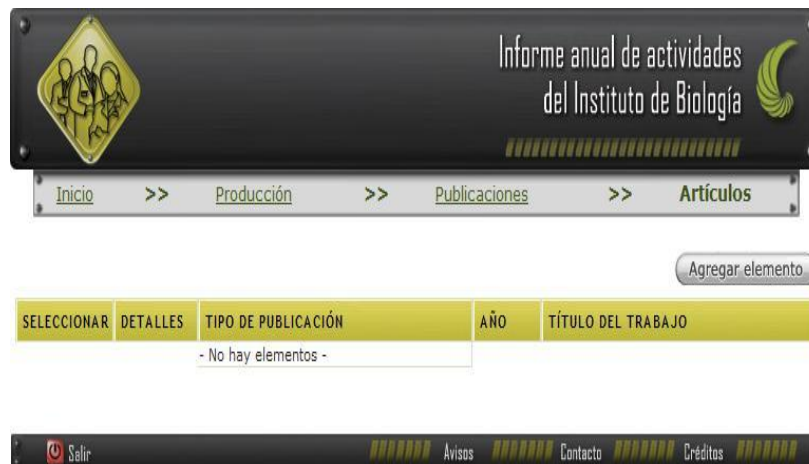 Informe anual de actividades
del Instituto de Biología
Inicio >> Producción >> Publicaciones >> Artículos
Agregar elemento
SELECCIONAR DETALLES TIPO DE PUBLICACIÓN AÑO TÍTULO DEL TRABAJO
- No hay elementos -
Salir Avisos Contacto Créditos